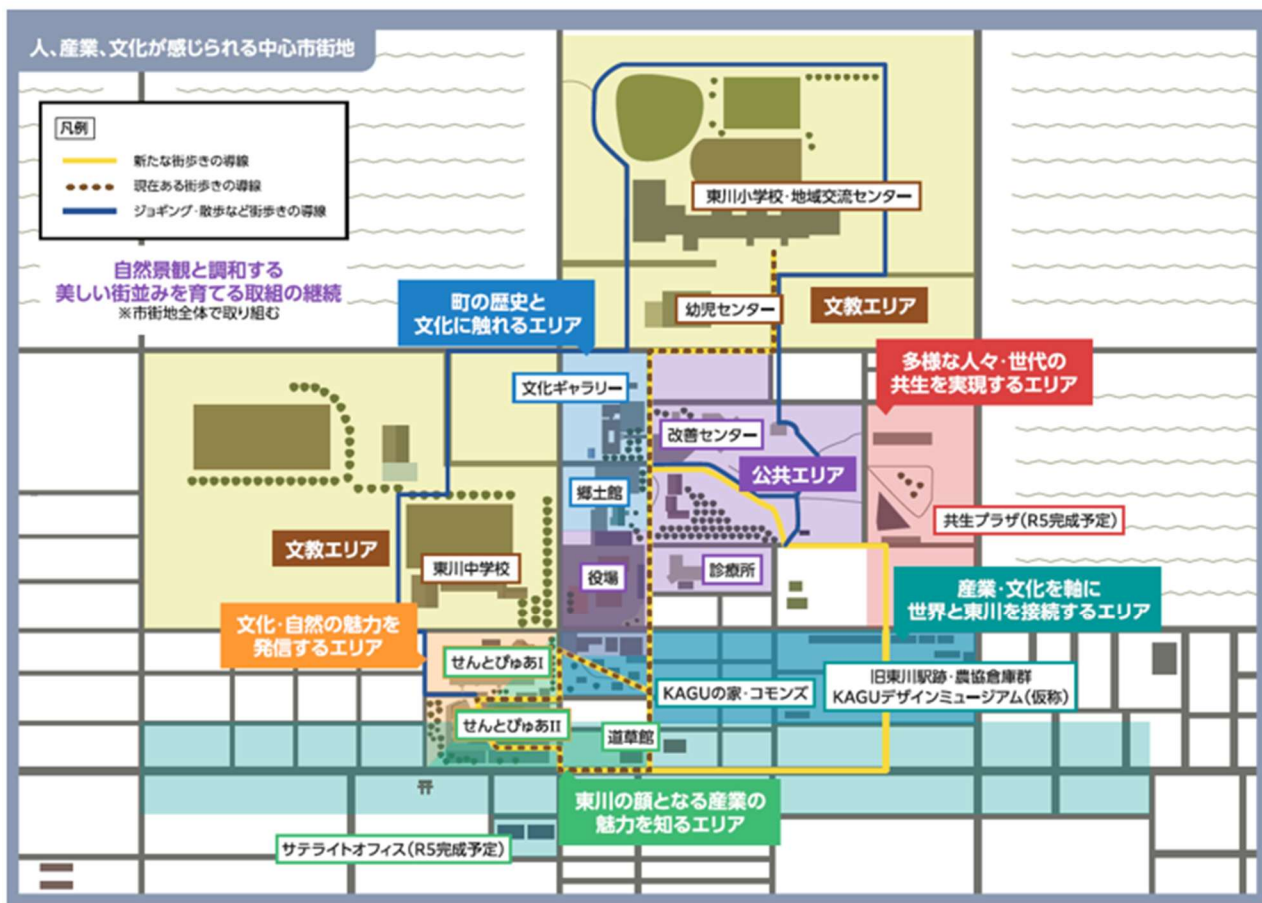 人、産業、文化が感じられる中心市街地
凡例
新たな街歩きの導線
現在ある街歩きの導線
ジョギング・散歩など街歩きの導線
自然景観と調和する
美しい街並みを育てる取組の継続
※市街地全体で取り組む
東川小学校・地域交流センター
幼児センター
文教エリア
町の歴史と
文化に触れるエリア
多様な人々・世代の
共生を実現するエリア
文化ギャラリー
改善センター
公共エリア
郷土館
共生プラザ(R5完成予定)
文教エリア
東川中学校
役場
診療所
産業・文化を軸に
世界と東川を接続するエリア
文化・自然の魅力を
発信するエリア
せんとぴゅあI
KAGUの家・コモンズ
旧東川駅跡・農協倉庫群
KAGUデザインミュージアム(仮称)
せんとぴゅあII
道草館
東川の顔となる産業の
魅力を知るエリア
サテライトオフィス(R5完成予定)